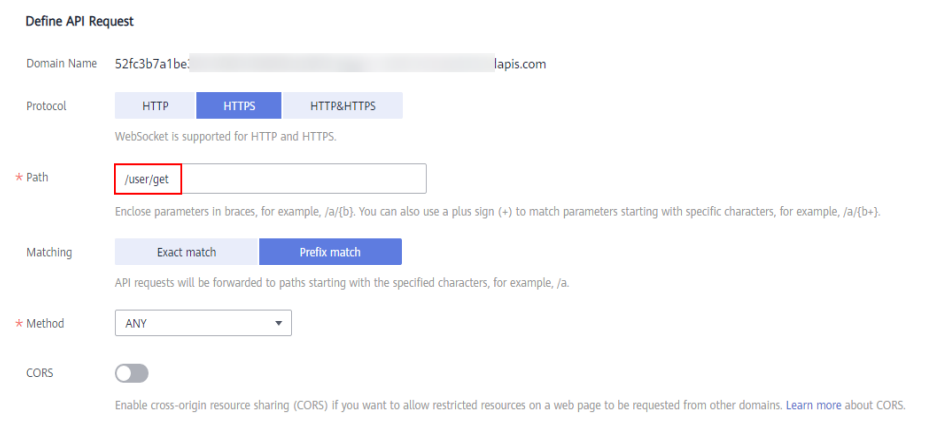 Define API Request
Domain Name 52fc3b7a1be lapis.com
Protocol HTTP HTTPS HTTP&HTTPS
WebSocket is supported for HTTP and HTTPS.
* Path /user/get
Enclose parameters in braces, for example, /a/{b}. You can also use a plus sign (+) to match parameters starting with specific characters, for example, /a/{b+}.
Matching Exact match Prefix match
API requests will be forwarded to paths starting with the specified characters, for example, /a.
* Method ANY
CORS
Enable cross-origin resource sharing (CORS) if you want to allow restricted resources on a web page to be requested from other domains. Learn more about CORS.